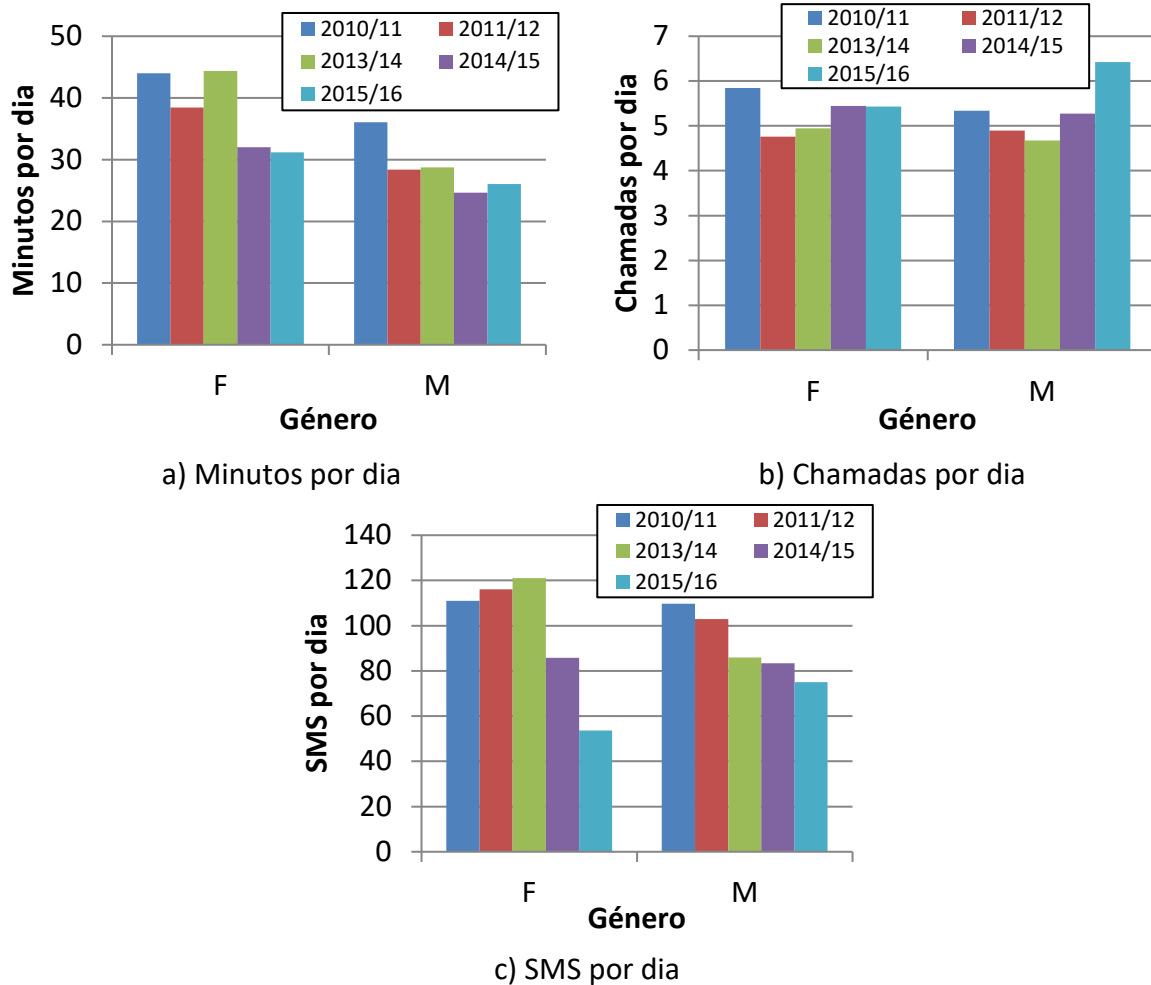 2010/11 2011/12
2013/14 2014/15
2015/16
50
40
30
20
10
0
Minutos por dia
F M
Género
a) Minutos por dia
2010/11 2011/12
2013/14 2014/15
2015/16
7
6
5
4
3
2
1
0
Chamadas por dia
F M
Género
b) Chamadas por dia
2010/11 2011/12
2013/14 2014/15
2015/16
140
120
100
80
60
40
20
0
SMS por dia
F M
Género
c) SMS por dia